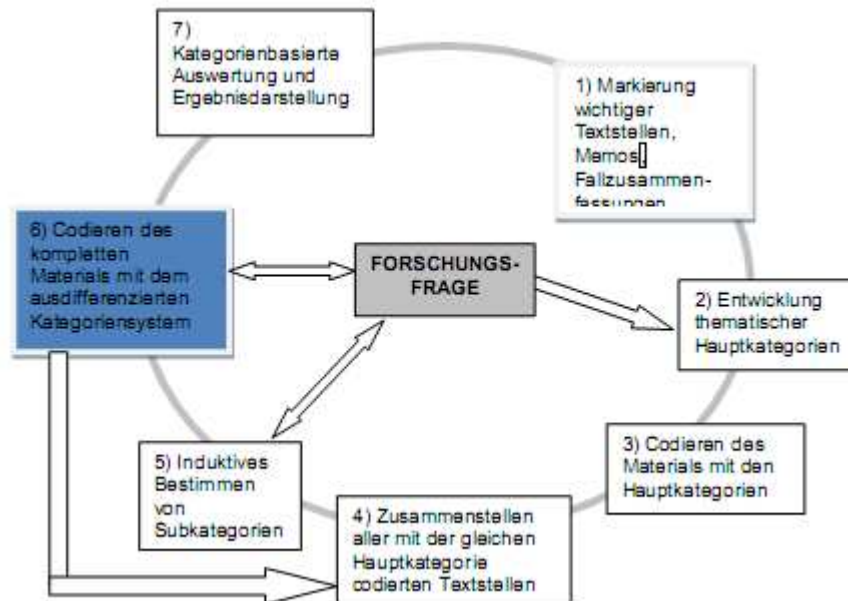 7)
Kategorienbasierte
Auswertung und
Ergebnisdarstellung
1) Markierung
wichtiger
Textstellen,
Memos,
Fallzusammen-
fassungen
6) Codieren des
kompletten
Materials mit dem
ausdifferenzierten
Kategoriensystem
FORSCHUNGS-
FRAGE
2) Entwicklung
thematischer
Hauptkategorien
3) Codieren des
Materials mit den
Hauptkategorien
5) Induktives
Bestimmen
von
Subkategorien
4) Zusammenstellen
aller mit der gleichen
Hauptkategorie
codierten Textstellen